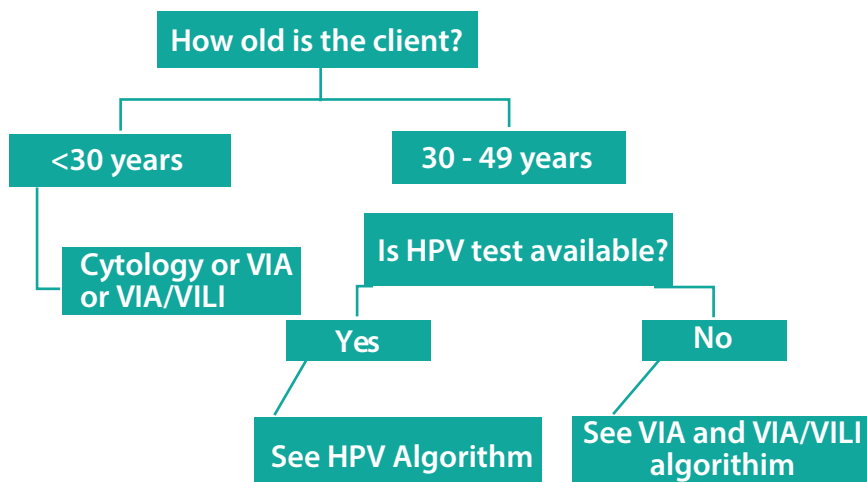 How old is the client?
<30 years
30 - 49 years
Is HPV test available?
Cytology or VIA
or VIA/VILI
Yes
No
See HPV Algorithm
See VIA and VIA/VILI
algorithim